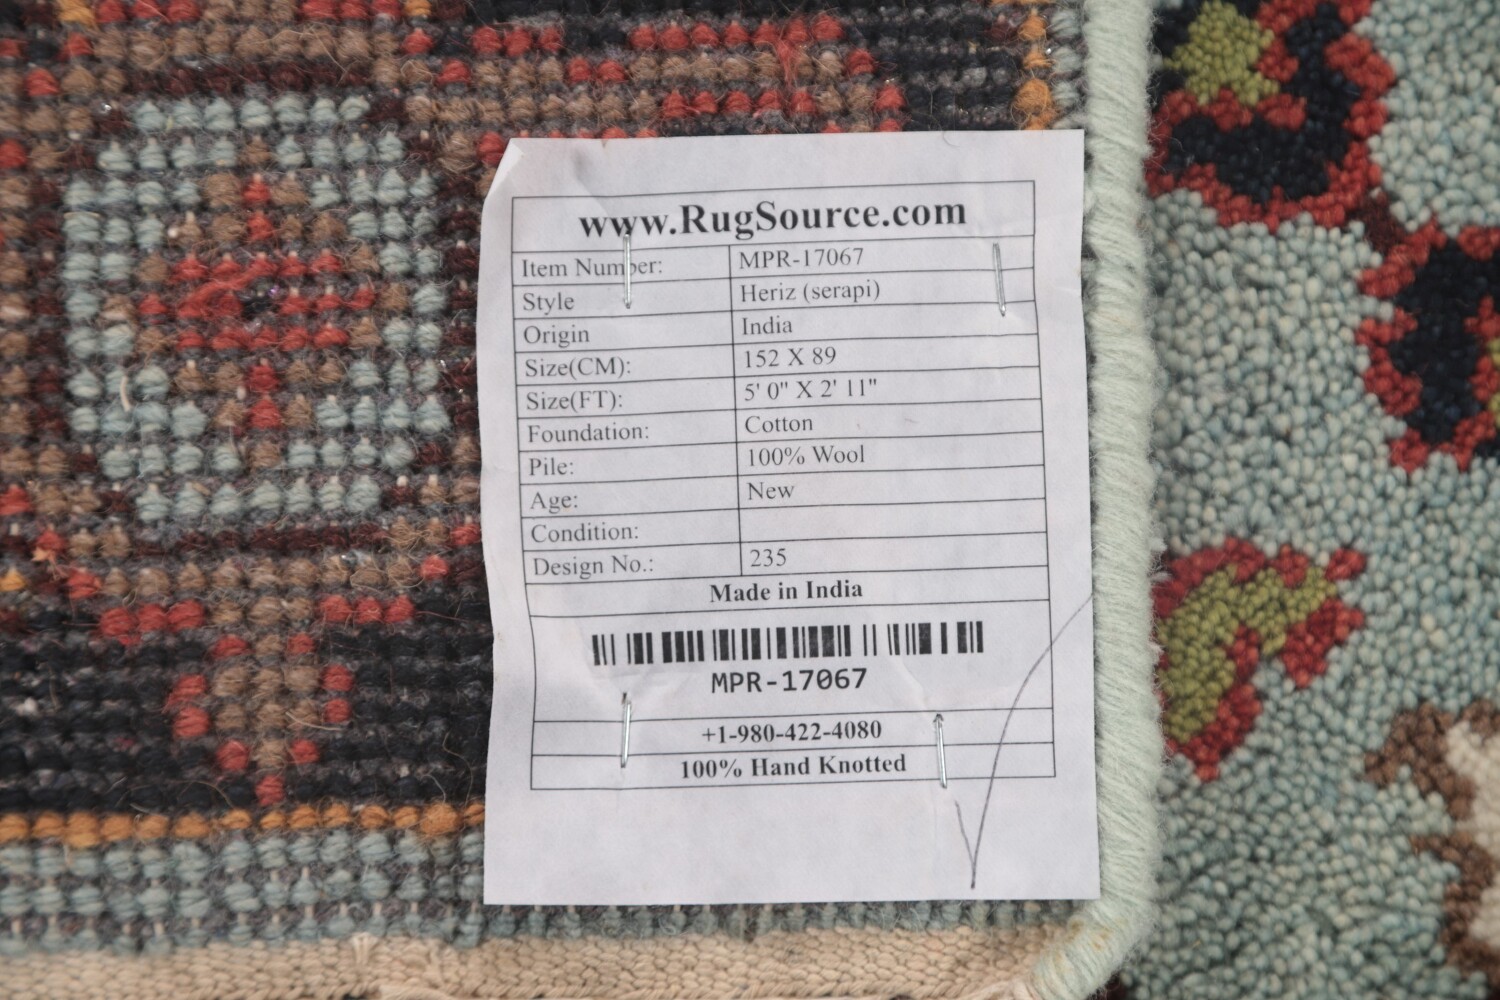 www.RugSource.com
Item Number: MPR-17067
Style Heriz (serapi)
Origin India
Size(CM): 152 X 89
Size(FT): 5' 0" X 2' 11"
Foundation: Cotton
Pile: 100% Wool
Age: New
Condition:
Design No.: 235
Made in India
MPR-17067
+1-980-422-4080
100% Hand Knotted